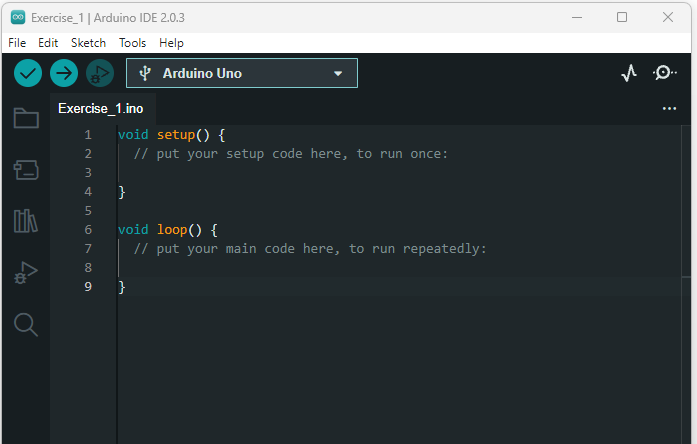 Exercise_1 | Arduino IDE 2.0.3
File Edit Sketch Tools Help
Arduino Uno
Exercise_1.ino
1 void setup() {
2 // put your setup code here, to run once:
3
4 }
5
6 void loop() {
7 // put your main code here, to run repeatedly:
8
9 }